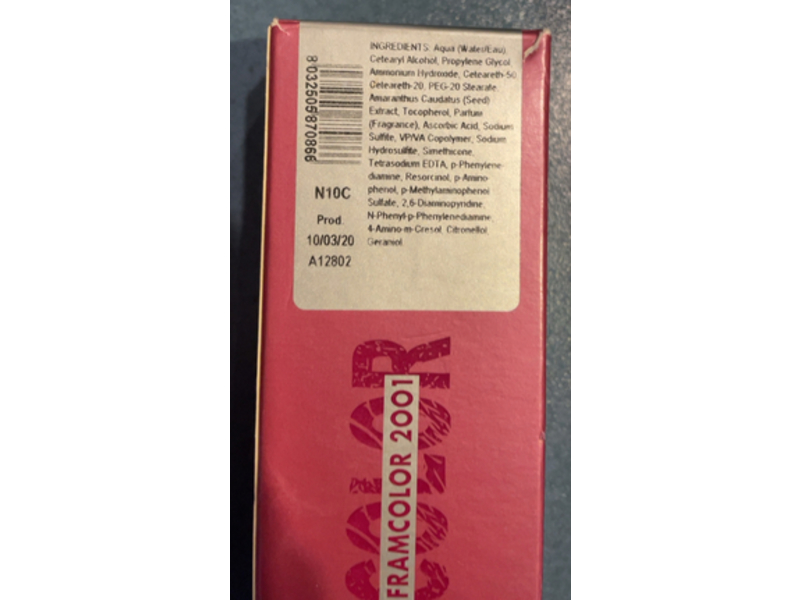 INGREDIENTS: Aqua (Water/Eau),
Cetearyl Alcohol, Propylene Glycol,
Ammonium Hydroxide, Ceteareth-50,
Ceteareth-20, PEG-20 Stearate,
Amaranthus Caudatus (Seed)
Extract, Tocopherol, Parfum
(Fragrance), Ascorbic Acid, Sodium
Sulfite, VP/VA Copolymer, Sodium
Hydrosulfite, Simethicone,
Tetrasodium EDTA, p-Phenylene-
diamine, Resorcinol, p-Amino-
phenol, p-Methylaminophenol
Sulfate, 2,6-Diaminopyridine,
N-Phenyl-p-Phenylenediamine,
4-Amino-m-Cresol, Citronellol,
Geraniol.
8032505870866
N10C
Prod.
10/03/20
A12802
COLOR
FRAMCOLOR 2001